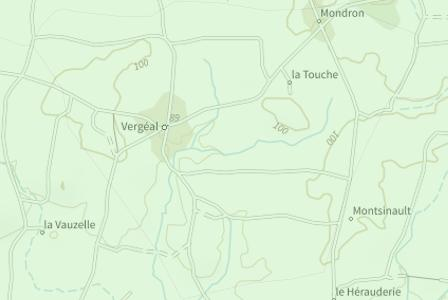 Mondron
100
la Touche
89
Vergéal
100
100
Montsinault
la Vauzelle
le Hérauderie